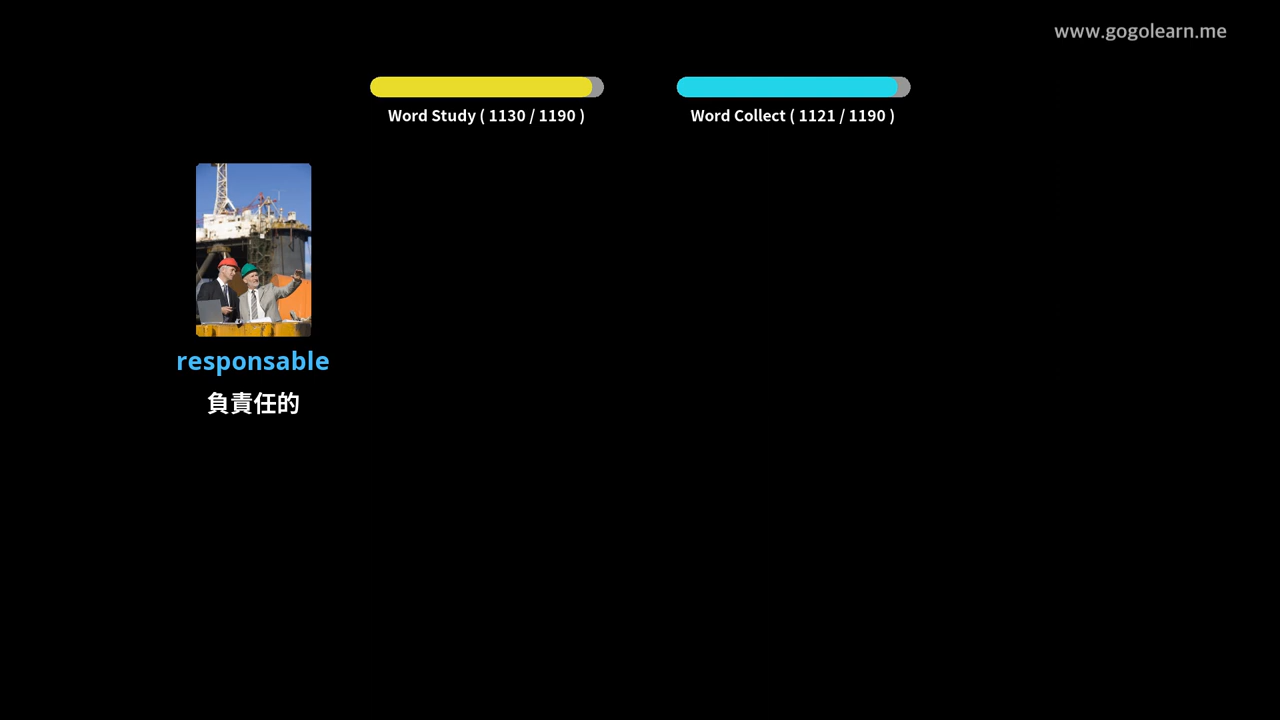 www.gogolearn.me
Word Study ( 1130 / 1190 )
Word Collect ( 1121 / 1190 )
responsable
負責任的